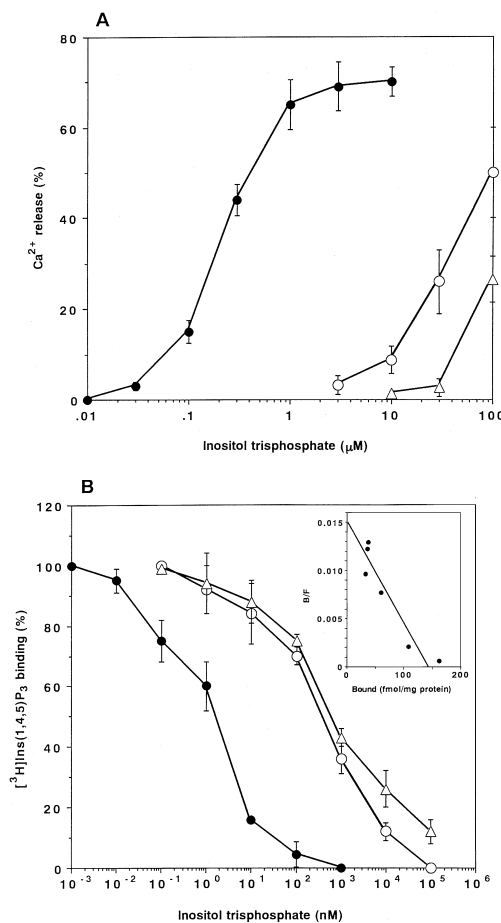 A
80
60
40
20
0
Ca2+ release (%)
.01 .1 1 10 100
Inositol trisphosphate (µM)
B
120
100
80
60
40
20
0
[3H]Ins(1,4,5)P3 binding (%)
0.015
0.010
0.005
0
B/F
0 100 200
Bound (fmol/mg protein)
10-3 10-2 10-1 100 101 102 103 104 105 106
Inositol trisphosphate (nM)